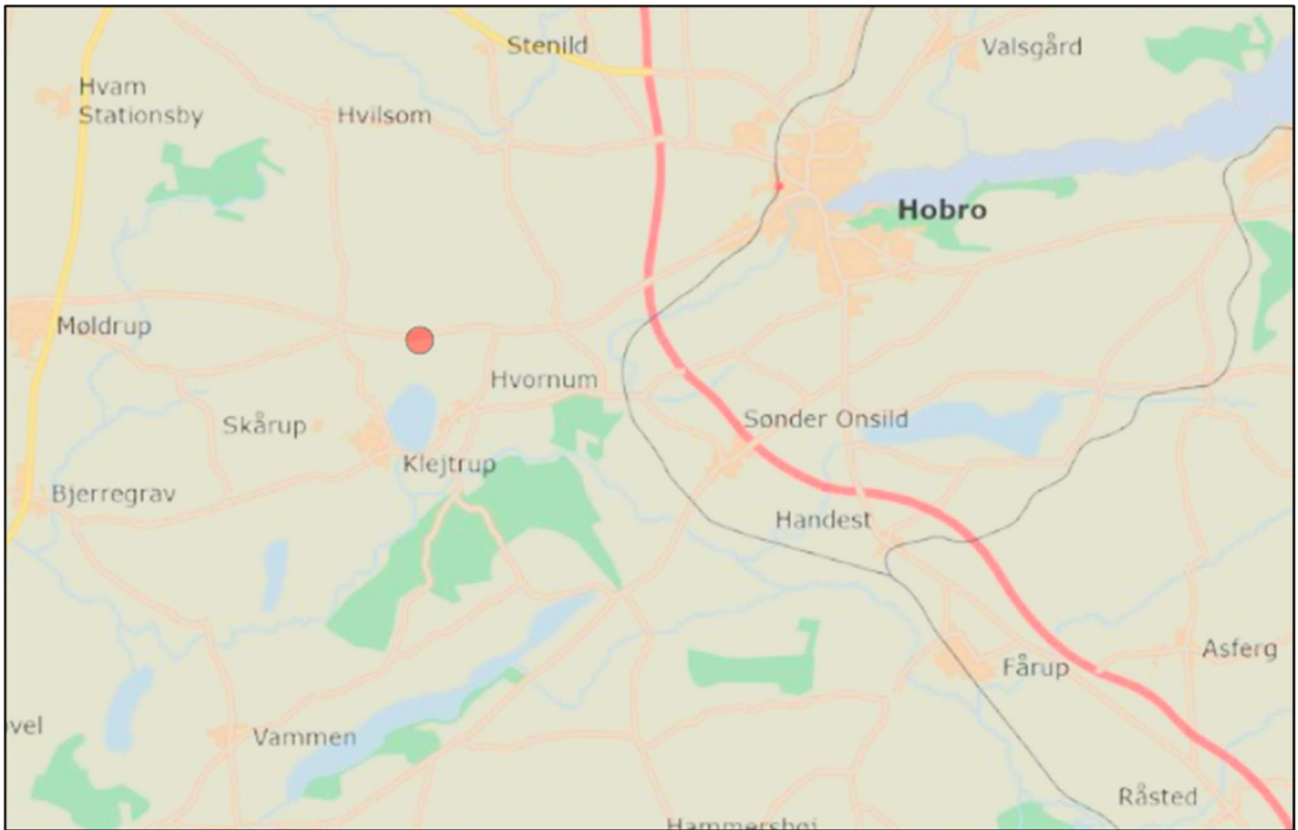 Stenild
Valsgård
Hvam
Stationsby
Hvilsom
Hobro
Møldrup
Hvornum
Skårup
Sønder Onsild
Klejtrup
Bjerregrav
Handest
Asferg
Fårup
vel
Vammen
Råsted
Hammershøj